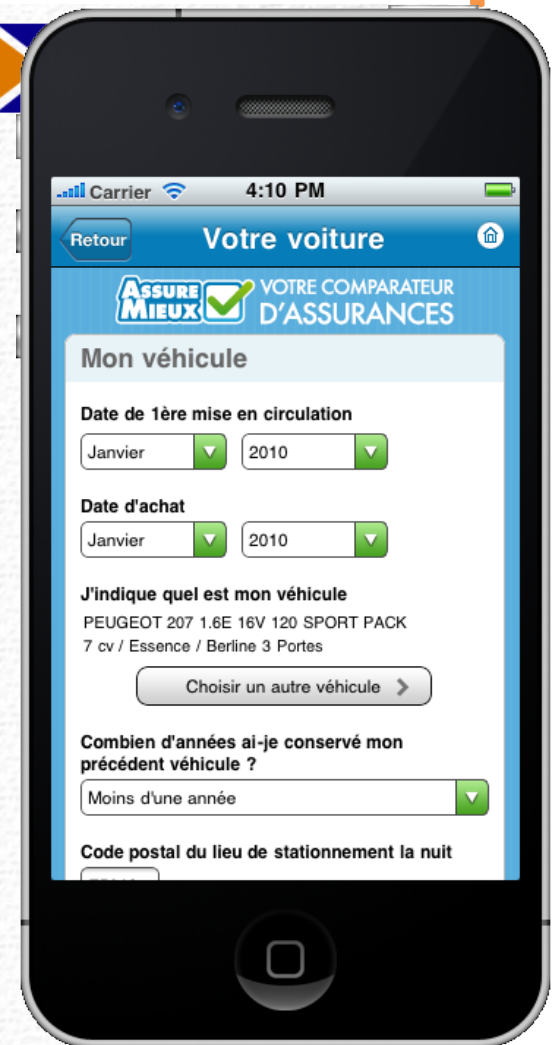 Carrier 4:10 PM
Retour Votre voiture
ASSURE MIEUX VOTRE COMPARATEUR D'ASSURANCES
Mon véhicule
Date de 1ère mise en circulation
Janvier 2010
Date d'achat
Janvier 2010
J'indique quel est mon véhicule
PEUGEOT 207 1.6E 16V 120 SPORT PACK
7 cv / Essence / Berline 3 Portes
Choisir un autre véhicule
Combien d'années ai-je conservé mon
précédent véhicule ?
Moins d'une année
Code postal du lieu de stationnement la nuit